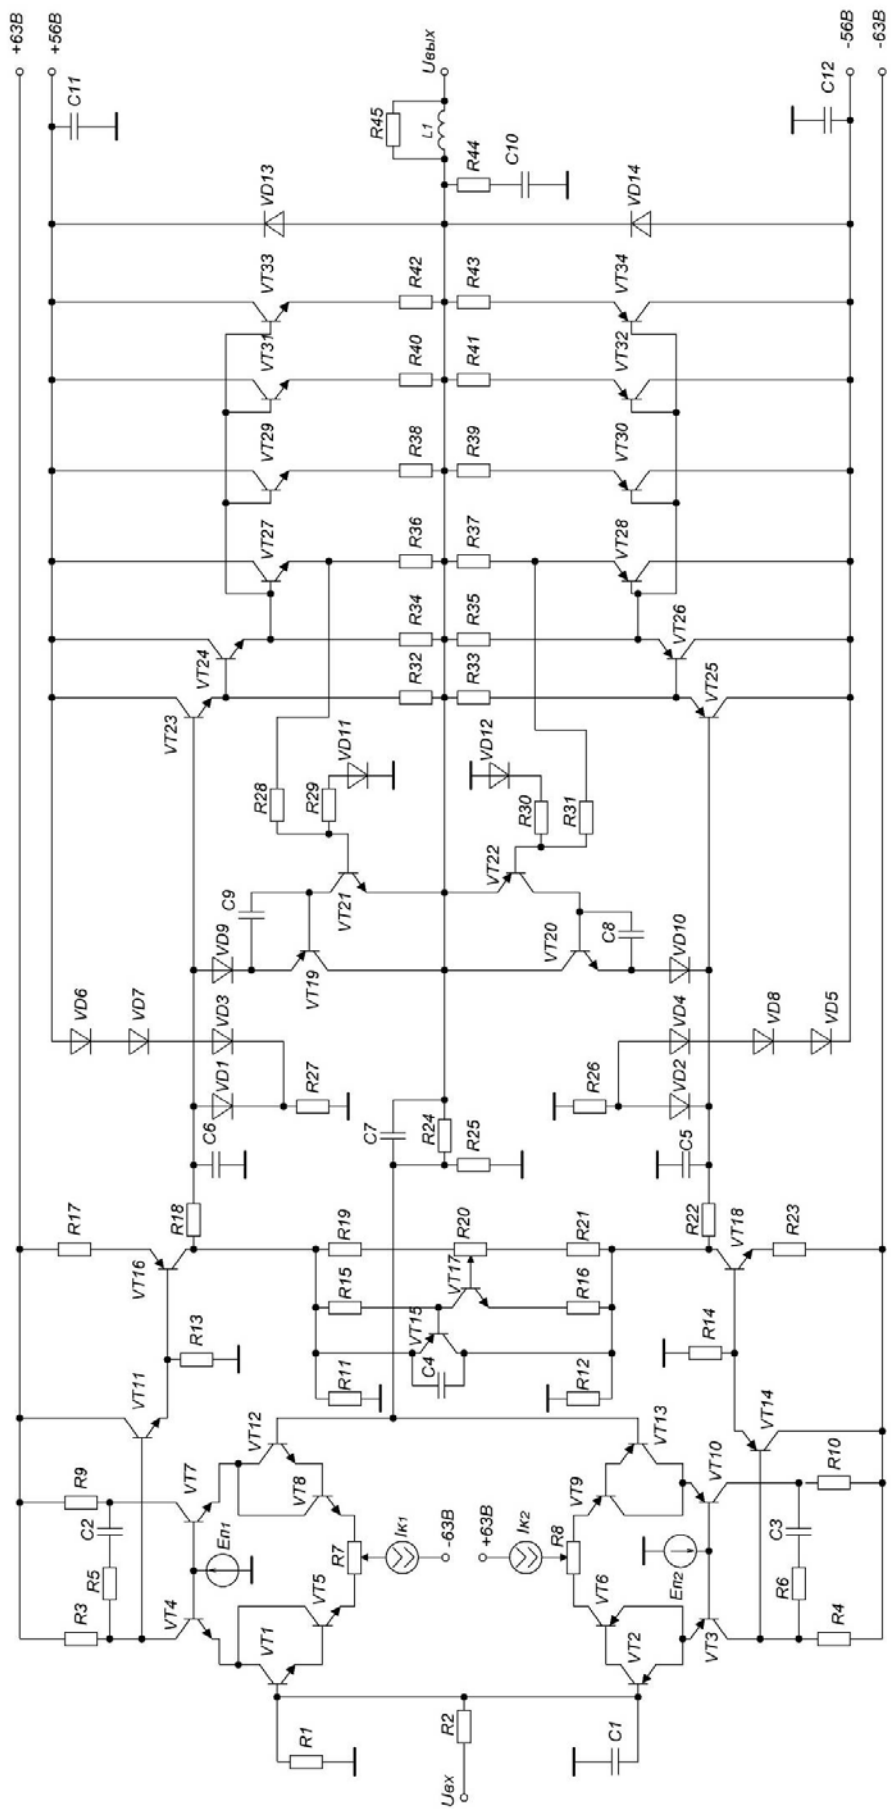 +63В
+56В
Uвых
-56В
-63В
C11
C12
R45
L1
R44
C10
VD13
VD14
VT33
R42
R43
VT34
VT31
R40
R41
VT32
VT29
R38
R39
VT30
VT27
R36
R37
VT28
VT24
R34
R35
VT26
VT23
R32
R33
VT25
R28
R29
VD11
VD12
R30
R31
C9
VT21
VT22
VD9
VT19
VT20
C8
VD10
VD6
VD7
VD3
VD4
VD8
VD5
VD1
R27
R26
VD2
C6
C7
R24
R25
C5
R17
R18
R19
R20
R21
R22
R23
VT16
VT18
R15
VT17
R16
R13
VT15
R14
C4
R11
R12
VT11
VT14
VT12
VT13
R9
VT7
VT8
VT9
VT10
R10
C2
Eп1
R7
Iк1
-63В
+63В
Iк2
R8
Eп2
C3
R5
VT5
VT6
R6
R3
VT4
VT1
VT2
VT3
R4
R1
R2
C1
Uвх